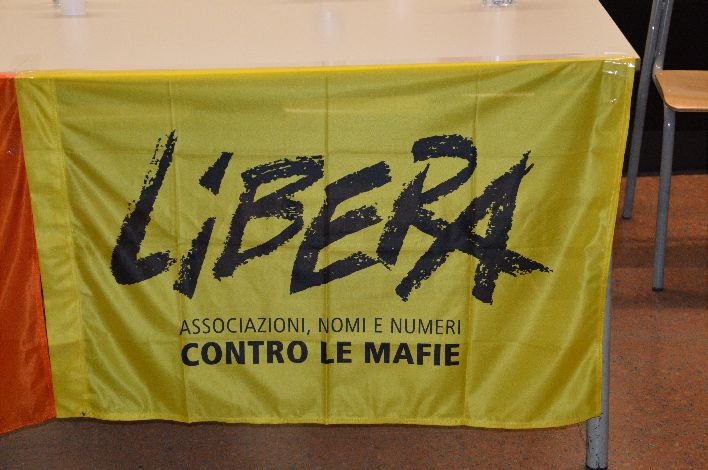 LiBERA
ASSOCIAZIONI, NOMI E NUMERI
CONTRO LE MAFIE